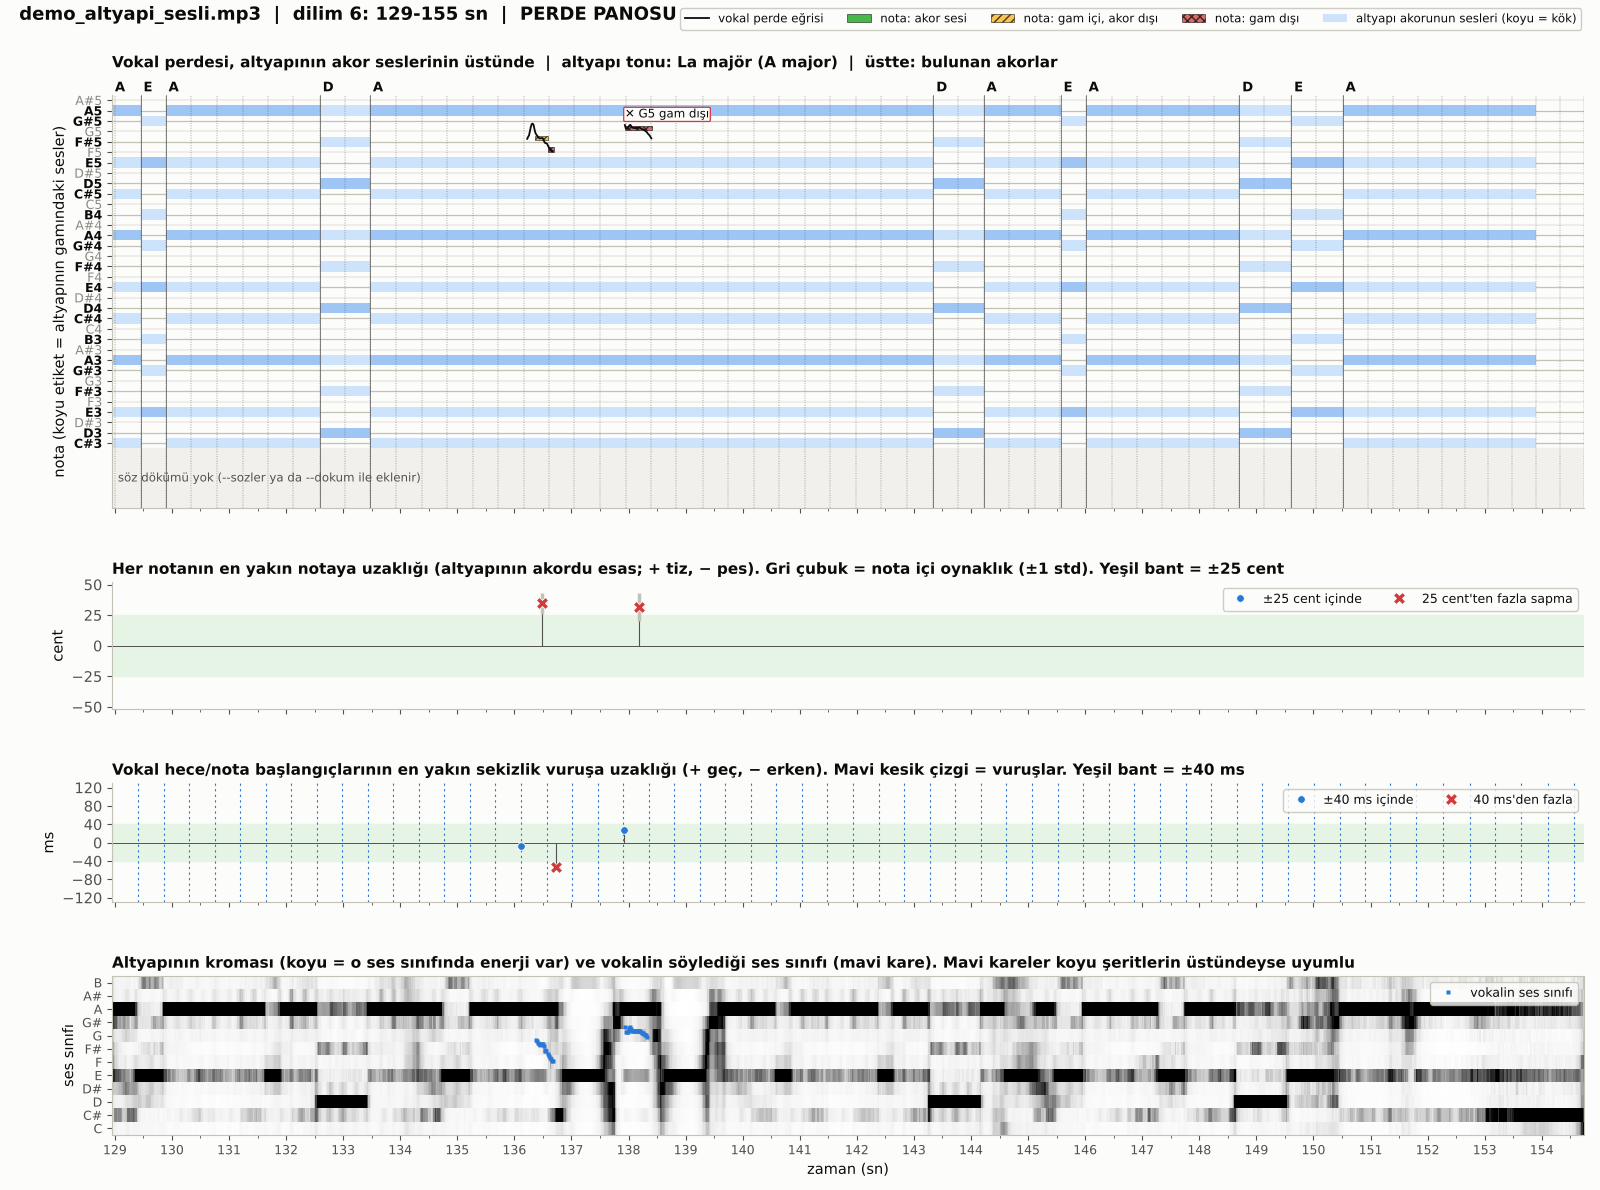 demo_altyapi_sesli.mp3 | dilim 6: 129-155 sn | PERDE PANOSU
vokal perde eğrisi
nota: akor sesi
nota: gam içi, akor dışı
nota: gam dışı
altyapı akorunun sesleri (koyu = kök)
Vokal perdesi, altyapının akor seslerinin üstünde | altyapı tonu: La majör (A major) | üstte: bulunan akorlar
A E A D A D A E A D E A
A#5
A5
G#5
G5
F#5
F5
E5
D#5
D5
C#5
C5
B4
A#4
A4
G#4
G4
F#4
F4
E4
D#4
D4
C#4
C4
B3
A#3
A3
G#3
G3
F#3
F3
E3
D#3
D3
C#3
nota (koyu etiket = altyapının gamındaki sesler)
× G5 gam dışı
söz dökümü yok (--sozler ya da --dokum ile eklenir)
Her notanın en yakın notaya uzaklığı (altyapının akordu esas; + tiz, − pes). Gri çubuk = nota içi oynaklık (±1 std). Yeşil bant = ±25 cent
±25 cent içinde
25 cent'ten fazla sapma
50
25
0
−25
−50
cent
Vokal hece/nota başlangıçlarının en yakın sekizlik vuruşa uzaklığı (+ geç, − erken). Mavi kesik çizgi = vuruşlar. Yeşil bant = ±40 ms
±40 ms içinde
40 ms'den fazla
120
80
40
0
−40
−80
−120
ms
Altyapının kroması (koyu = o ses sınıfında enerji var) ve vokalin söylediği ses sınıfı (mavi kare). Mavi kareler koyu şeritlerin üstündeyse uyumlu
vokalin ses sınıfı
B
A#
A
G#
G
F#
F
E
D#
D
C#
C
ses sınıfı
129 130 131 132 133 134 135 136 137 138 139 140 141 142 143 144 145 146 147 148 149 150 151 152 153 154
zaman (sn)